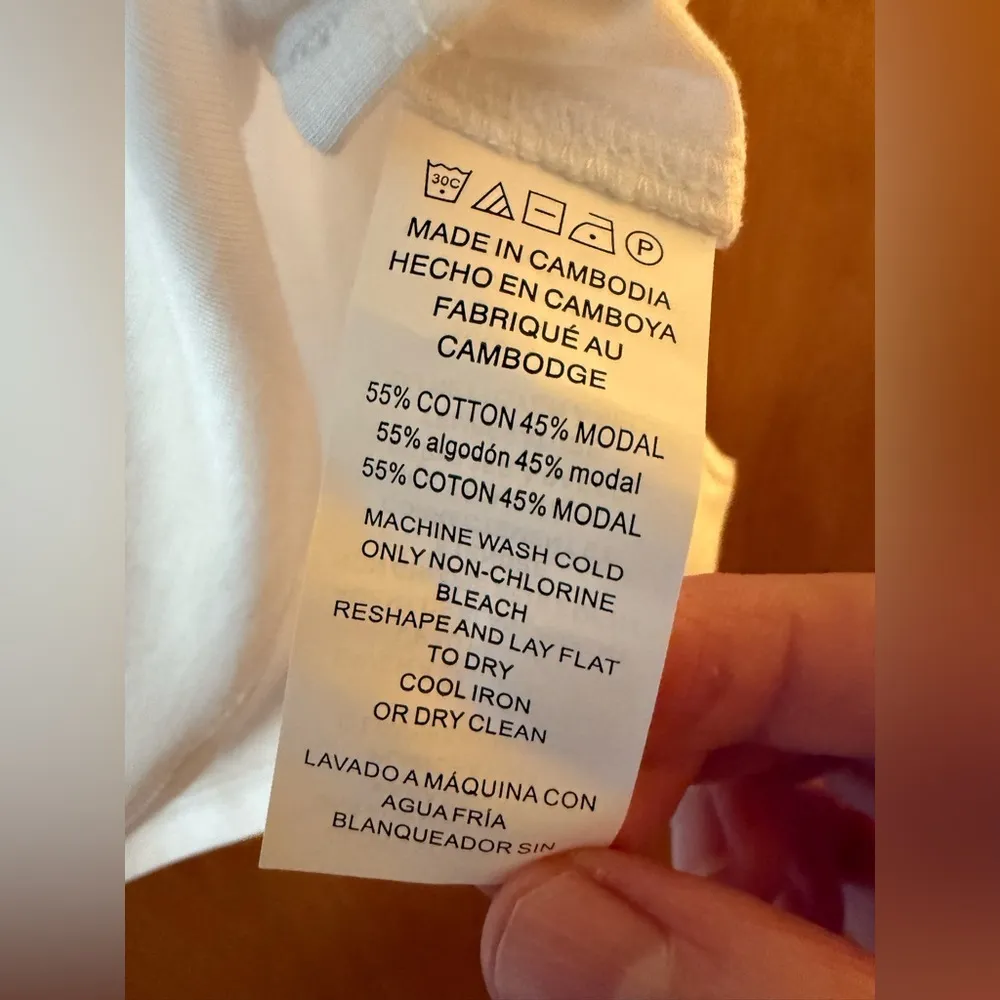 30C P
MADE IN CAMBODIA
HECHO EN CAMBOYA
FABRIQUÉ AU
CAMBODGE
55% COTTON 45% MODAL
55% algodón 45% modal
55% COTON 45% MODAL
MACHINE WASH COLD
ONLY NON-CHLORINE
BLEACH
RESHAPE AND LAY FLAT
TO DRY
COOL IRON
OR DRY CLEAN
LAVADO A MÁQUINA CON
AGUA FRÍA
BLANQUEADOR SIN